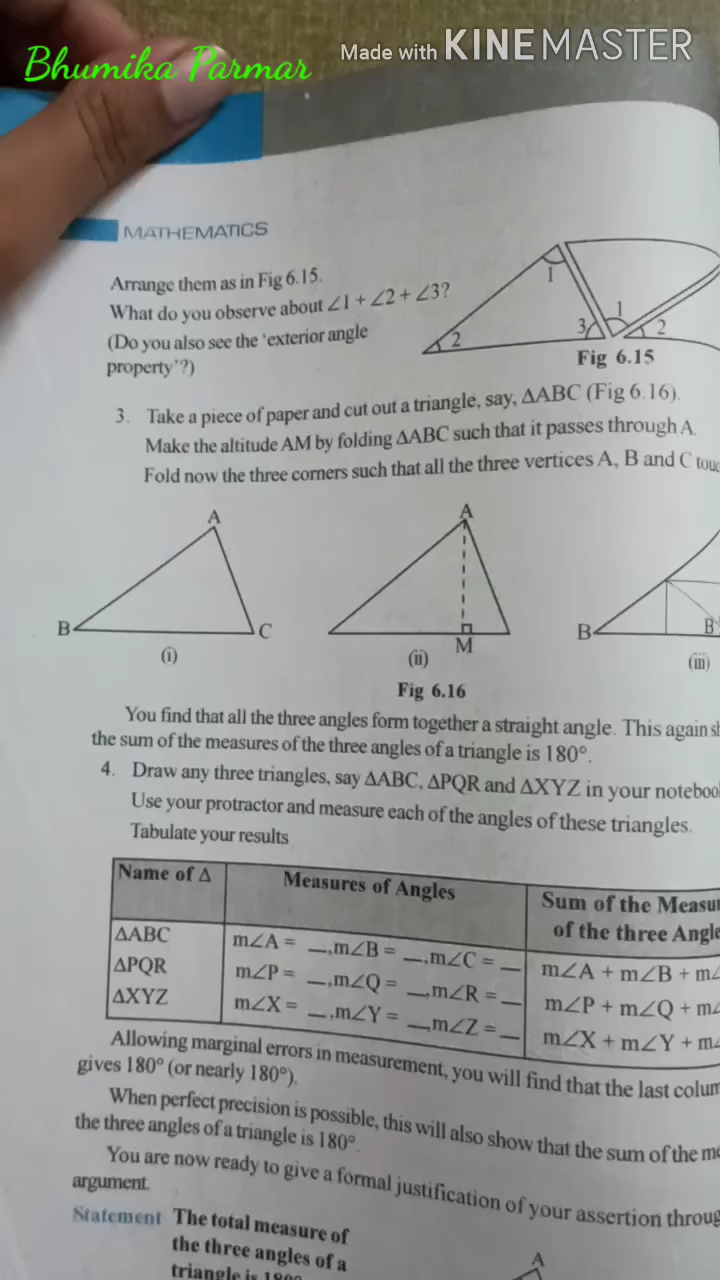 Bhumika Parmar
Made with KINEMASTER
MATHEMATICS
Arrange them as in Fig 6.15.
What do you observe about ∠1 + ∠2 + ∠3?
(Do you also see the ‘exterior angle
property’?)
1
2
3
1
2
Fig 6.15
3. Take a piece of paper and cut out a triangle, say, ΔABC (Fig 6.16).
Make the altitude AM by folding ΔABC such that it passes through A.
Fold now the three corners such that all the three vertices A, B and C
A
B
C
(i)
A
M
(ii)
B
B
(iii)
Fig 6.16
You find that all the three angles form together a straight angle. This again
the sum of the measures of the three angles of a triangle is 180°.
4. Draw any three triangles, say ΔABC, ΔPQR and ΔXYZ in your
Use your protractor and measure each of the angles of these triangles.
Tabulate your results
Name of Δ Measures of Angles Sum of the
of the three
ΔABC m∠A = __, m∠B = __, m∠C = __ m∠A + m∠B +
ΔPQR m∠P = __, m∠Q = __, m∠R = __ m∠P + m∠Q +
ΔXYZ m∠X = __, m∠Y = __, m∠Z = __ m∠X + m∠Y +
Allowing marginal errors in measurement, you will find that the last
gives 180° (or nearly 180°).
When perfect precision is possible, this will also show that the sum of the
the three angles of a triangle is 180°.
You are now ready to give a formal justification of your assertion
argument.
Statement The total measure of
the three angles of a
triangle is 180°
A